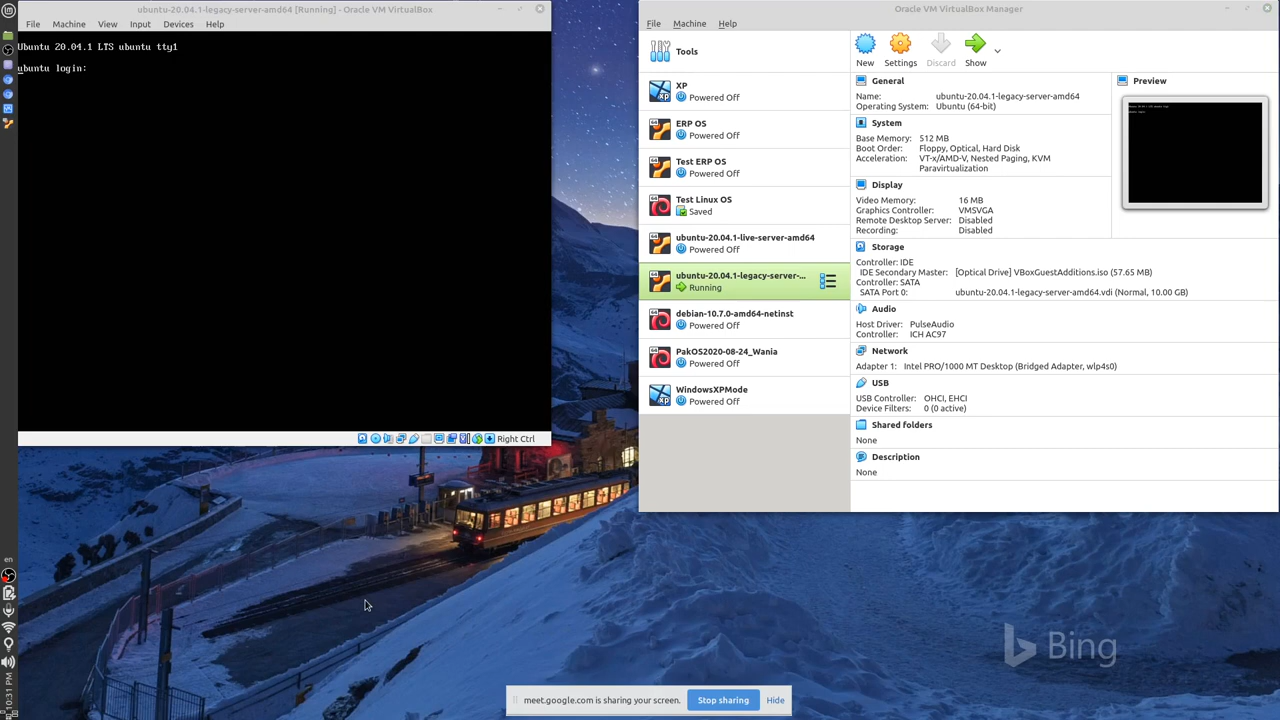 ubuntu-20.04.1-legacy-server-amd64 [Running] - Oracle VM VirtualBox
File Machine View Input Devices Help
Ubuntu 20.04.1 LTS ubuntu tty1
ubuntu login:
Right Ctrl
Oracle VM VirtualBox Manager
File Machine Help
Tools
New Settings Discard Show
XP
Powered Off
ERP OS
Powered Off
Test ERP OS
Powered Off
Test Linux OS
Saved
ubuntu-20.04.1-live-server-amd64
Powered Off
ubuntu-20.04.1-legacy-server-...
Running
debian-10.7.0-amd64-netinst
Powered Off
PakOS2020-08-24_Wania
Powered Off
WindowsXPMode
Powered Off
General
Name: ubuntu-20.04.1-legacy-server-amd64
Operating System: Ubuntu (64-bit)
System
Base Memory: 512 MB
Boot Order: Floppy, Optical, Hard Disk
Acceleration: VT-x/AMD-V, Nested Paging, KVM
Paravirtualization
Display
Video Memory: 16 MB
Graphics Controller: VMSVGA
Remote Desktop Server: Disabled
Recording: Disabled
Storage
Controller: IDE
IDE Secondary Master: [Optical Drive] VBoxGuestAdditions.iso (57.65 MB)
Controller: SATA
SATA Port 0: ubuntu-20.04.1-legacy-server-amd64.vdi (Normal, 10.00 GB)
Audio
Host Driver: PulseAudio
Controller: ICH AC97
Network
Adapter 1: Intel PRO/1000 MT Desktop (Bridged Adapter, wlp4s0)
USB
USB Controller: OHCI, EHCI
Device Filters: 0 (0 active)
Shared folders
None
Description
None
Preview
en
10:31 PM
Bing
meet.google.com is sharing your screen. Stop sharing Hide